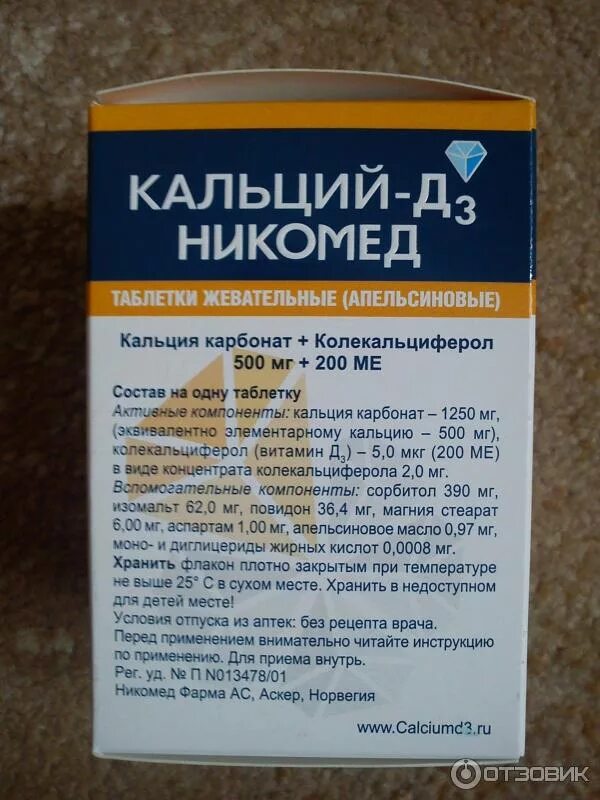 КАЛЬЦИЙ-Д3
НИКОМЕД
ТАБЛЕТКИ ЖЕВАТЕЛЬНЫЕ (АПЕЛЬСИНОВЫЕ)
Кальция карбонат + Колекальциферол
500 мг + 200 МЕ
Состав на одну таблетку
Активные компоненты: кальция карбонат – 1250 мг,
(эквивалентно элементарному кальцию – 500 мг),
колекальциферол (витамин Д3) – 5,0 мкг (200 МЕ)
в виде концентрата колекальциферола 2,0 мг.
Вспомогательные компоненты: сорбитол 390 мг,
изомальт 62,0 мг, повидон 36,4 мг, магния стеарат
6,00 мг, аспартам 1,00 мг, апельсиновое масло 0,97 мг,
моно- и диглицериды жирных кислот 0,0008 мг.
Хранить флакон плотно закрытым при температуре
не выше 25° С в сухом месте. Хранить в недоступном
для детей месте!
Условия отпуска из аптек: без рецепта врача.
Перед применением внимательно читайте инструкцию
по применению. Для приема внутрь.
Рег. уд. № П N013478/01
Никомед Фарма АС, Аскер, Норвегия
www.Calciumd3.ru
ОТЗОВИК